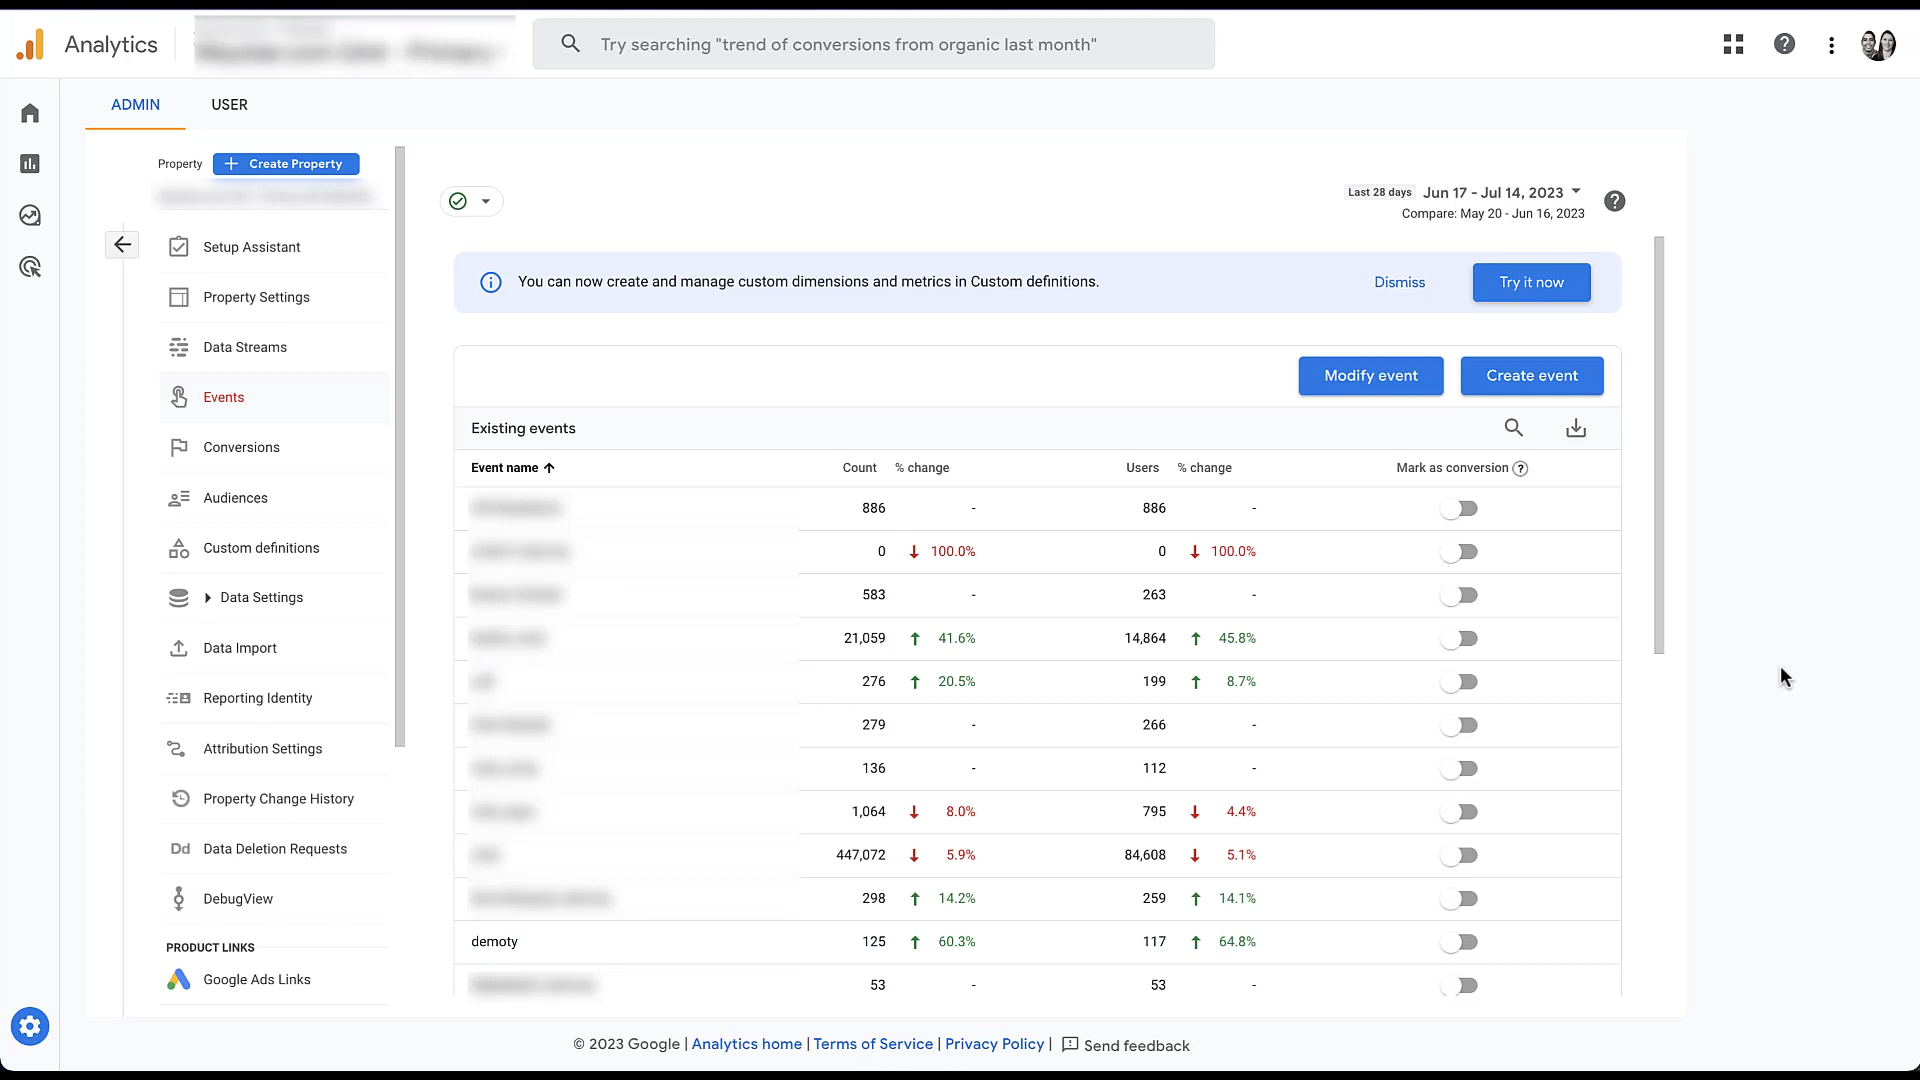 Analytics
Try searching "trend of conversions from organic last month"
ADMIN USER
Property Create Property
Setup Assistant
Property Settings
Data Streams
Events
Conversions
Audiences
Custom definitions
Data Settings
Data Import
Reporting Identity
Attribution Settings
Property Change History
Dd Data Deletion Requests
DebugView
PRODUCT LINKS
Google Ads Links
Last 28 days Jun 17 - Jul 14, 2023
Compare: May 20 - Jun 16, 2023
You can now create and manage custom dimensions and metrics in Custom definitions. Dismiss Try it now
Modify event Create event
Existing events
Event name Count % change Users % change Mark as conversion
886 - 886 -
0 100.0% 0 100.0%
583 - 263 -
21,059 41.6% 14,864 45.8%
276 20.5% 199 8.7%
279 - 266 -
136 - 112 -
1,064 8.0% 795 4.4%
447,072 5.9% 84,608 5.1%
298 14.2% 259 14.1%
demoty 125 60.3% 117 64.8%
53 - 53 -
© 2023 Google | Analytics home | Terms of Service | Privacy Policy | Send feedback